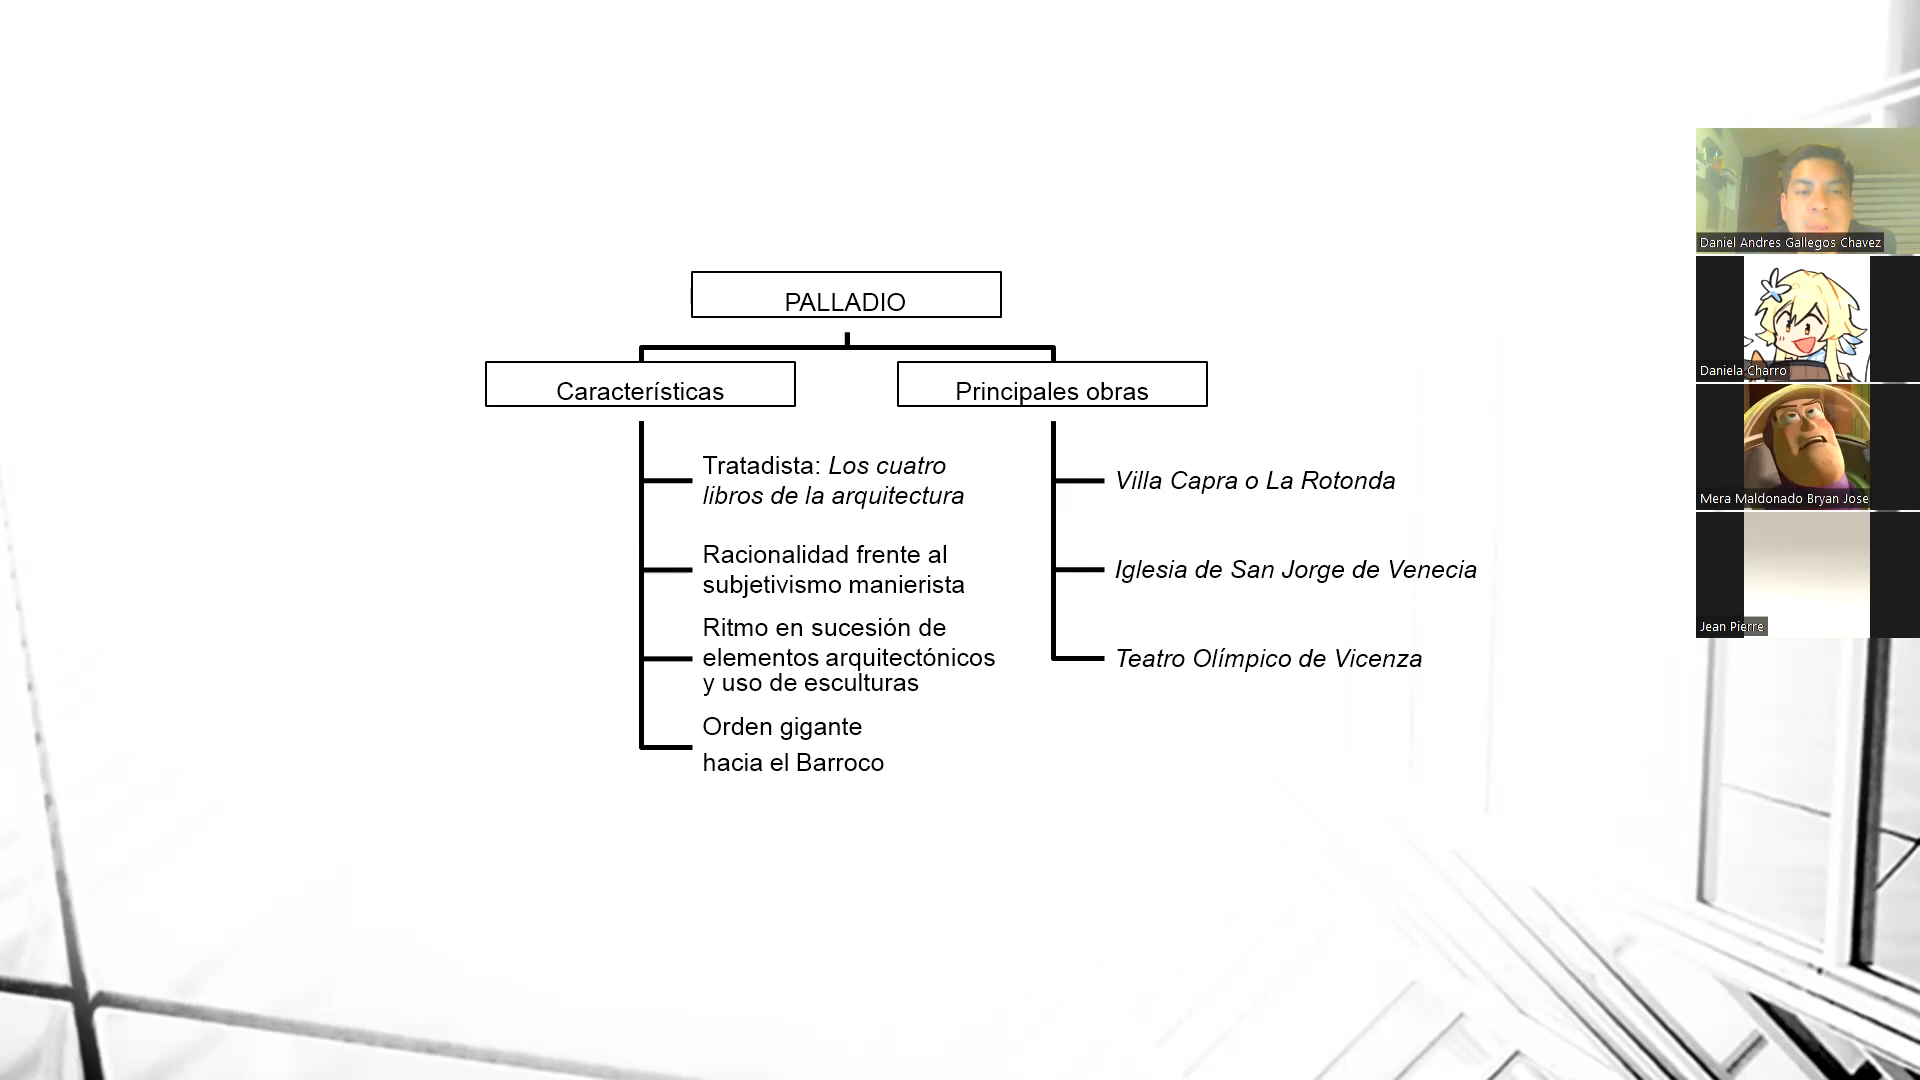 PALLADIO
Características
Principales obras
Tratadista: Los cuatro
libros de la arquitectura
Racionalidad frente al
subjetivismo manierista
Ritmo en sucesión de
elementos arquitectónicos
y uso de esculturas
Orden gigante
hacia el Barroco
Villa Capra o La Rotonda
Iglesia de San Jorge de Venecia
Teatro Olímpico de Vicenza
Daniel Andres Gallegos Chavez
Daniela Charro
Mera Maldonado Bryan Jose
Jean Pierre